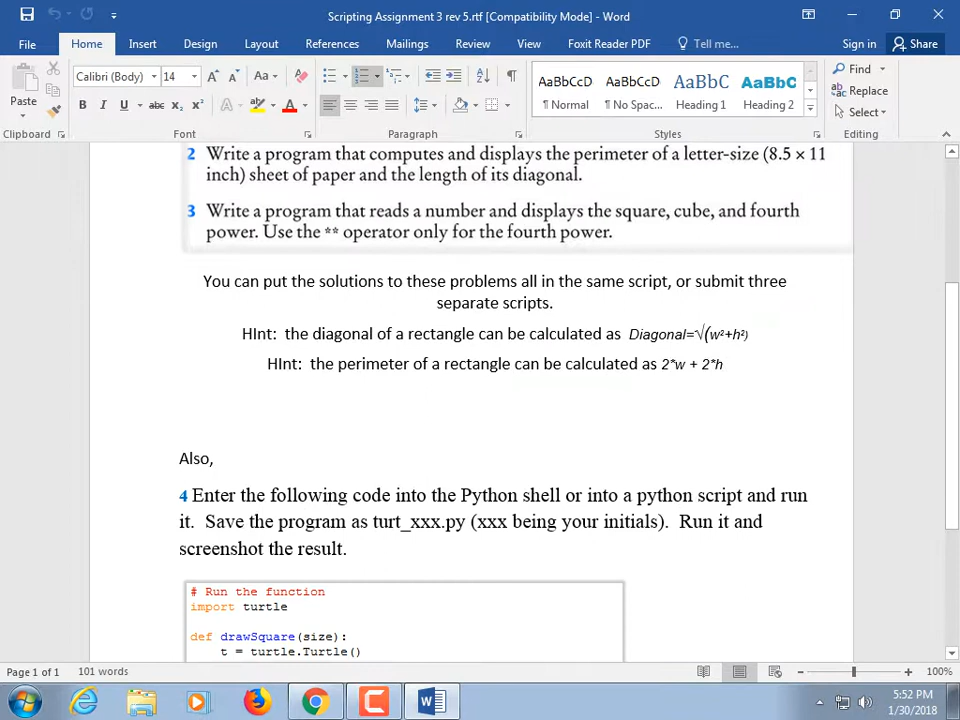 Scripting Assignment 3 rev 5.rtf [Compatibility Mode] - Word
File Home Insert Design Layout References Mailings Review View Foxit Reader PDF Tell me... Sign in Share
Paste
Calibri (Body) 14 A A Aa
B I U abc x₂ x² A ab A
AaBbCcD AaBbCcD AaBbC AaBbCc
¶ Normal ¶ No Spac... Heading 1 Heading 2
Find
Replace
Select
Clipboard Font Paragraph Styles Editing
2 Write a program that computes and displays the perimeter of a letter-size (8.5 × 11
inch) sheet of paper and the length of its diagonal.
3 Write a program that reads a number and displays the square, cube, and fourth
power. Use the ** operator only for the fourth power.
You can put the solutions to these problems all in the same script, or submit three
separate scripts.
HInt: the diagonal of a rectangle can be calculated as Diagonal=√(w²+h²)
HInt: the perimeter of a rectangle can be calculated as 2*w + 2*h
Also,
4 Enter the following code into the Python shell or into a python script and run
it. Save the program as turt_xxx.py (xxx being your initials). Run it and
screenshot the result.
# Run the function
import turtle
def drawSquare(size):
t = turtle.Turtle()
Page 1 of 1 101 words 100%
5:52 PM
1/30/2018